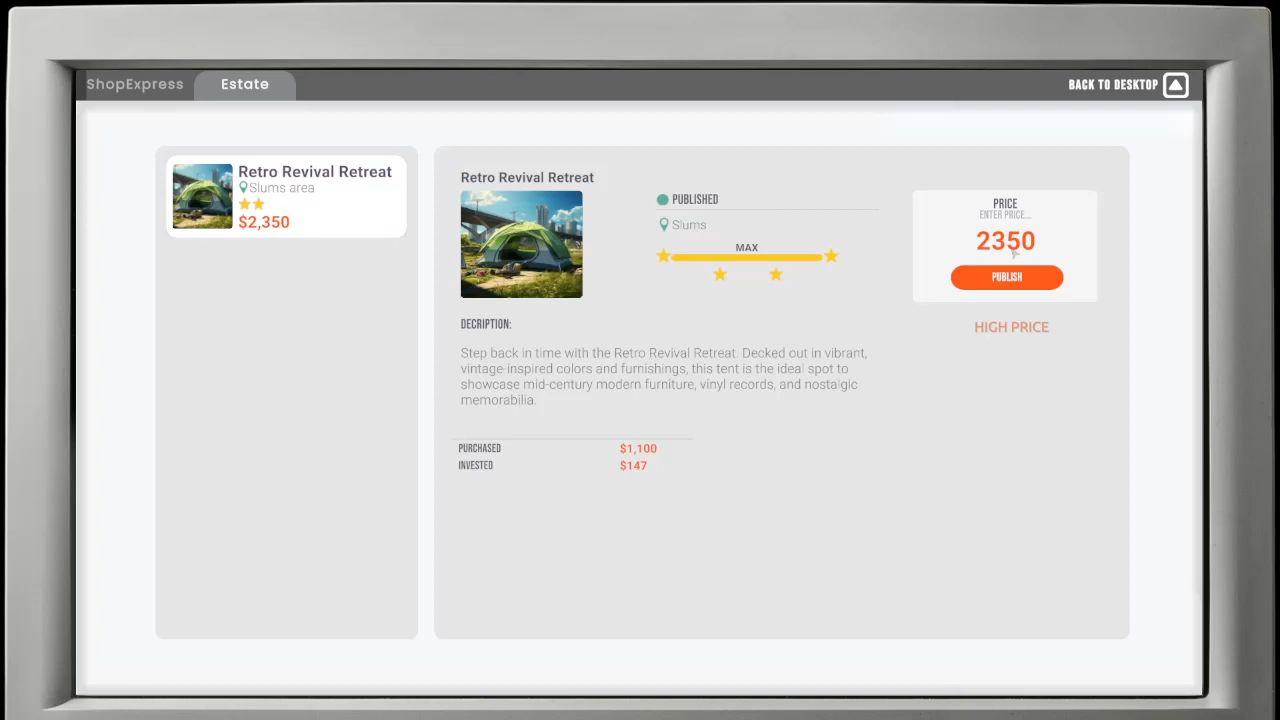 ShopExpress
Estate
BACK TO DESKTOP
Retro Revival Retreat
Slums area
$2,350
Retro Revival Retreat
PUBLISHED
Slums
MAX
PRICE
ENTER PRICE...
2350
PUBLISH
HIGH PRICE
DECRIPTION:
Step back in time with the Retro Revival Retreat. Decked out in vibrant,
vintage-inspired colors and furnishings, this tent is the ideal spot to
showcase mid-century modern furniture, vinyl records, and nostalgic
memorabilia.
PURCHASED $1,100
INVESTED $147